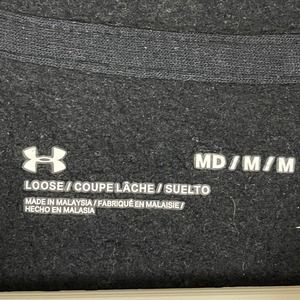 MD / M / M
LOOSE / COUPE LÂCHE / SUELTO
MADE IN MALAYSIA / FABRIQUÉ EN MALAISIE /
HECHO EN MALASIA